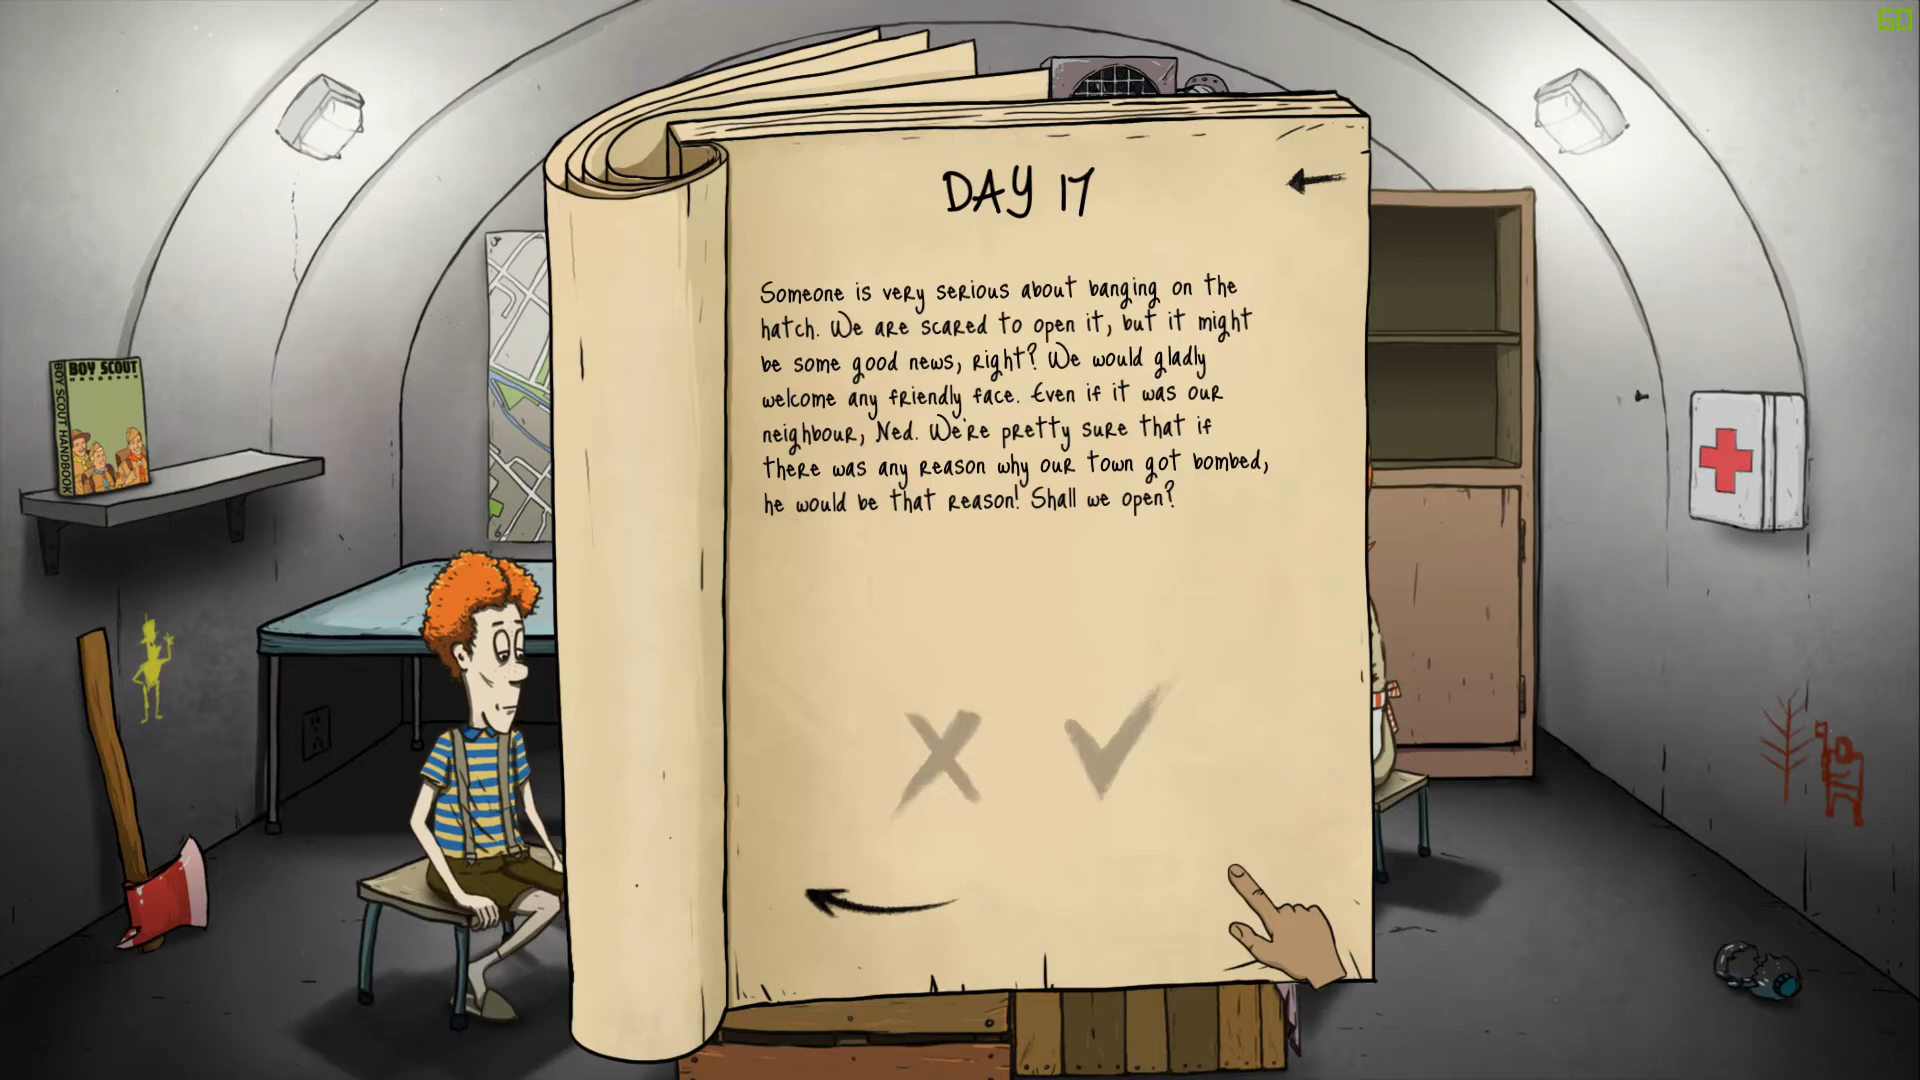 60
BOY SCOUT
HANDBOOK
BOY SCOUT HANDBOOK
DAY 17
Someone is very serious about banging on the
hatch. We are scared to open it, but it might
be some good news, right? We would gladly
welcome any friendly face. Even if it was our
neighbour, Ned. We're pretty sure that if
there was any reason why our town got bombed,
he would be that reason! Shall we open?